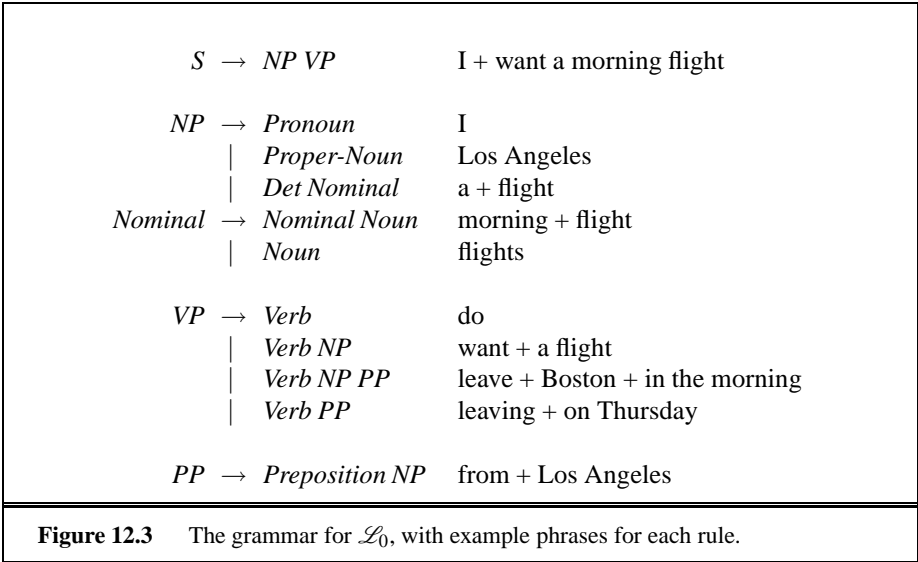 S → NP VP I + want a morning flight
NP → Pronoun I
| Proper-Noun Los Angeles
| Det Nominal a + flight
Nominal → Nominal Noun morning + flight
| Noun flights
VP → Verb do
| Verb NP want + a flight
| Verb NP PP leave + Boston + in the morning
| Verb PP leaving + on Thursday
PP → Preposition NP from + Los Angeles
Figure 12.3 The grammar for ℒ₀, with example phrases for each rule.